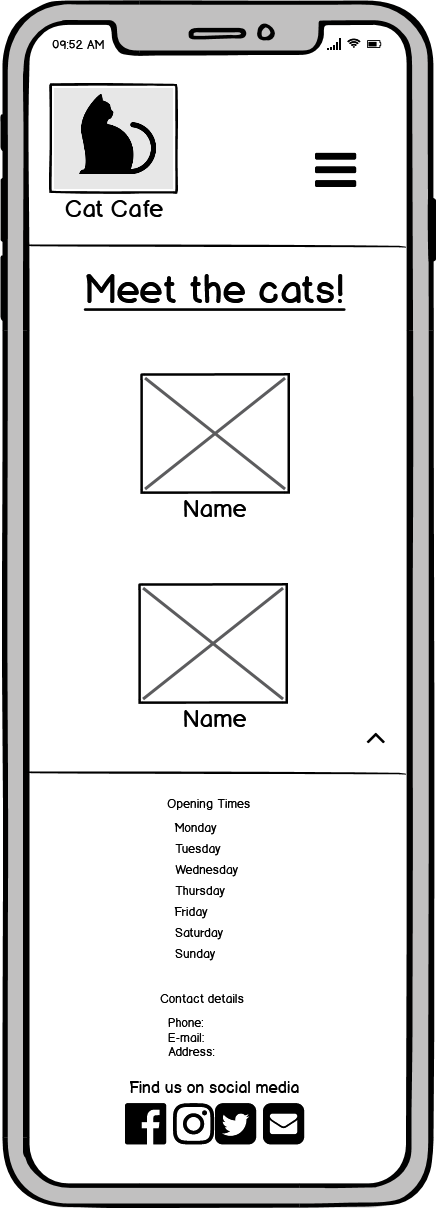 09:52 AM
Cat Cafe
Meet the cats!
Name
Name
Opening Times
Monday
Tuesday
Wednesday
Thursday
Friday
Saturday
Sunday
Contact details
Phone:
E-mail:
Address:
Find us on social media